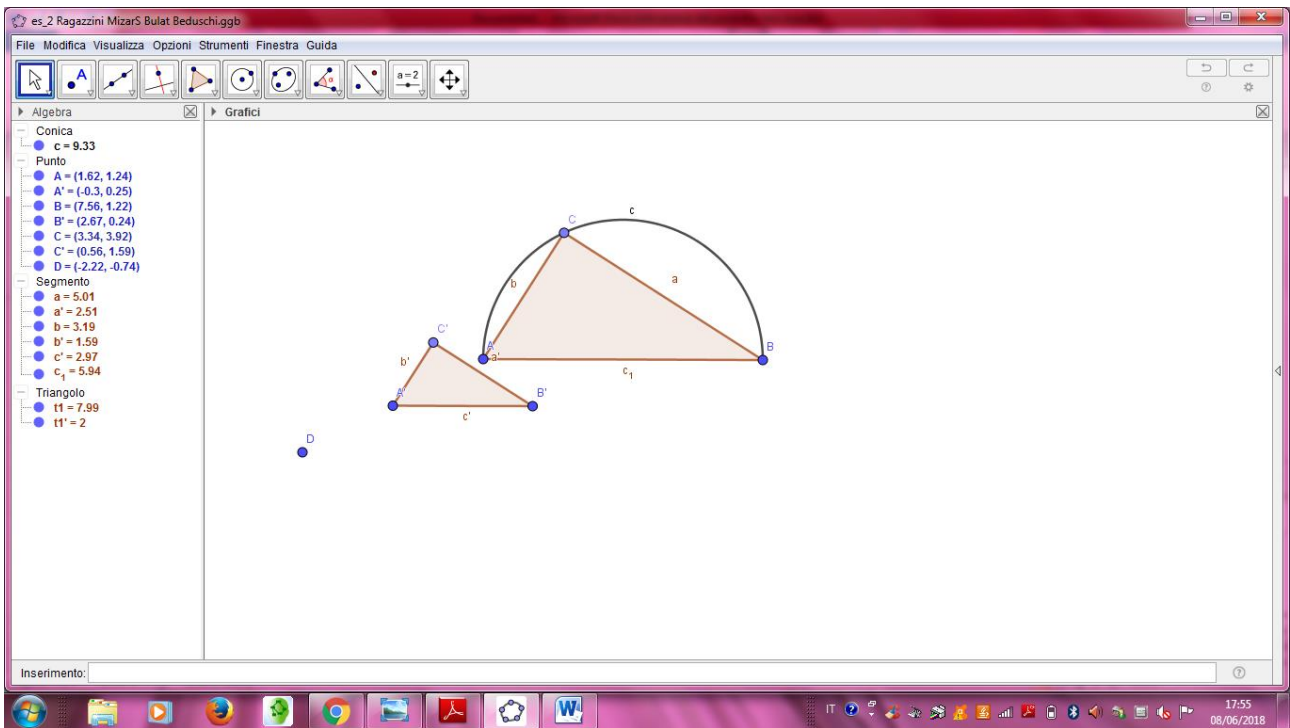 es_2 Ragazzini MizarS Bulat Beduschi.ggb
File Modifica Visualizza Opzioni Strumenti Finestra Guida
A
α
a=2
Algebra
Grafici
Conica
c = 9.33
Punto
A = (1.62, 1.24)
A' = (-0.3, 0.25)
B = (7.56, 1.22)
B' = (2.67, 0.24)
C = (3.34, 3.92)
C' = (0.56, 1.59)
D = (-2.22, -0.74)
Segmento
a = 5.01
a' = 2.51
b = 3.19
b' = 1.59
c' = 2.97
c₁ = 5.94
Triangolo
t1 = 7.99
t1' = 2
c
C
b
a
A
a'
B
c₁
C'
b'
A'
B'
c'
D
Inserimento:
IT
17:55
08/06/2018